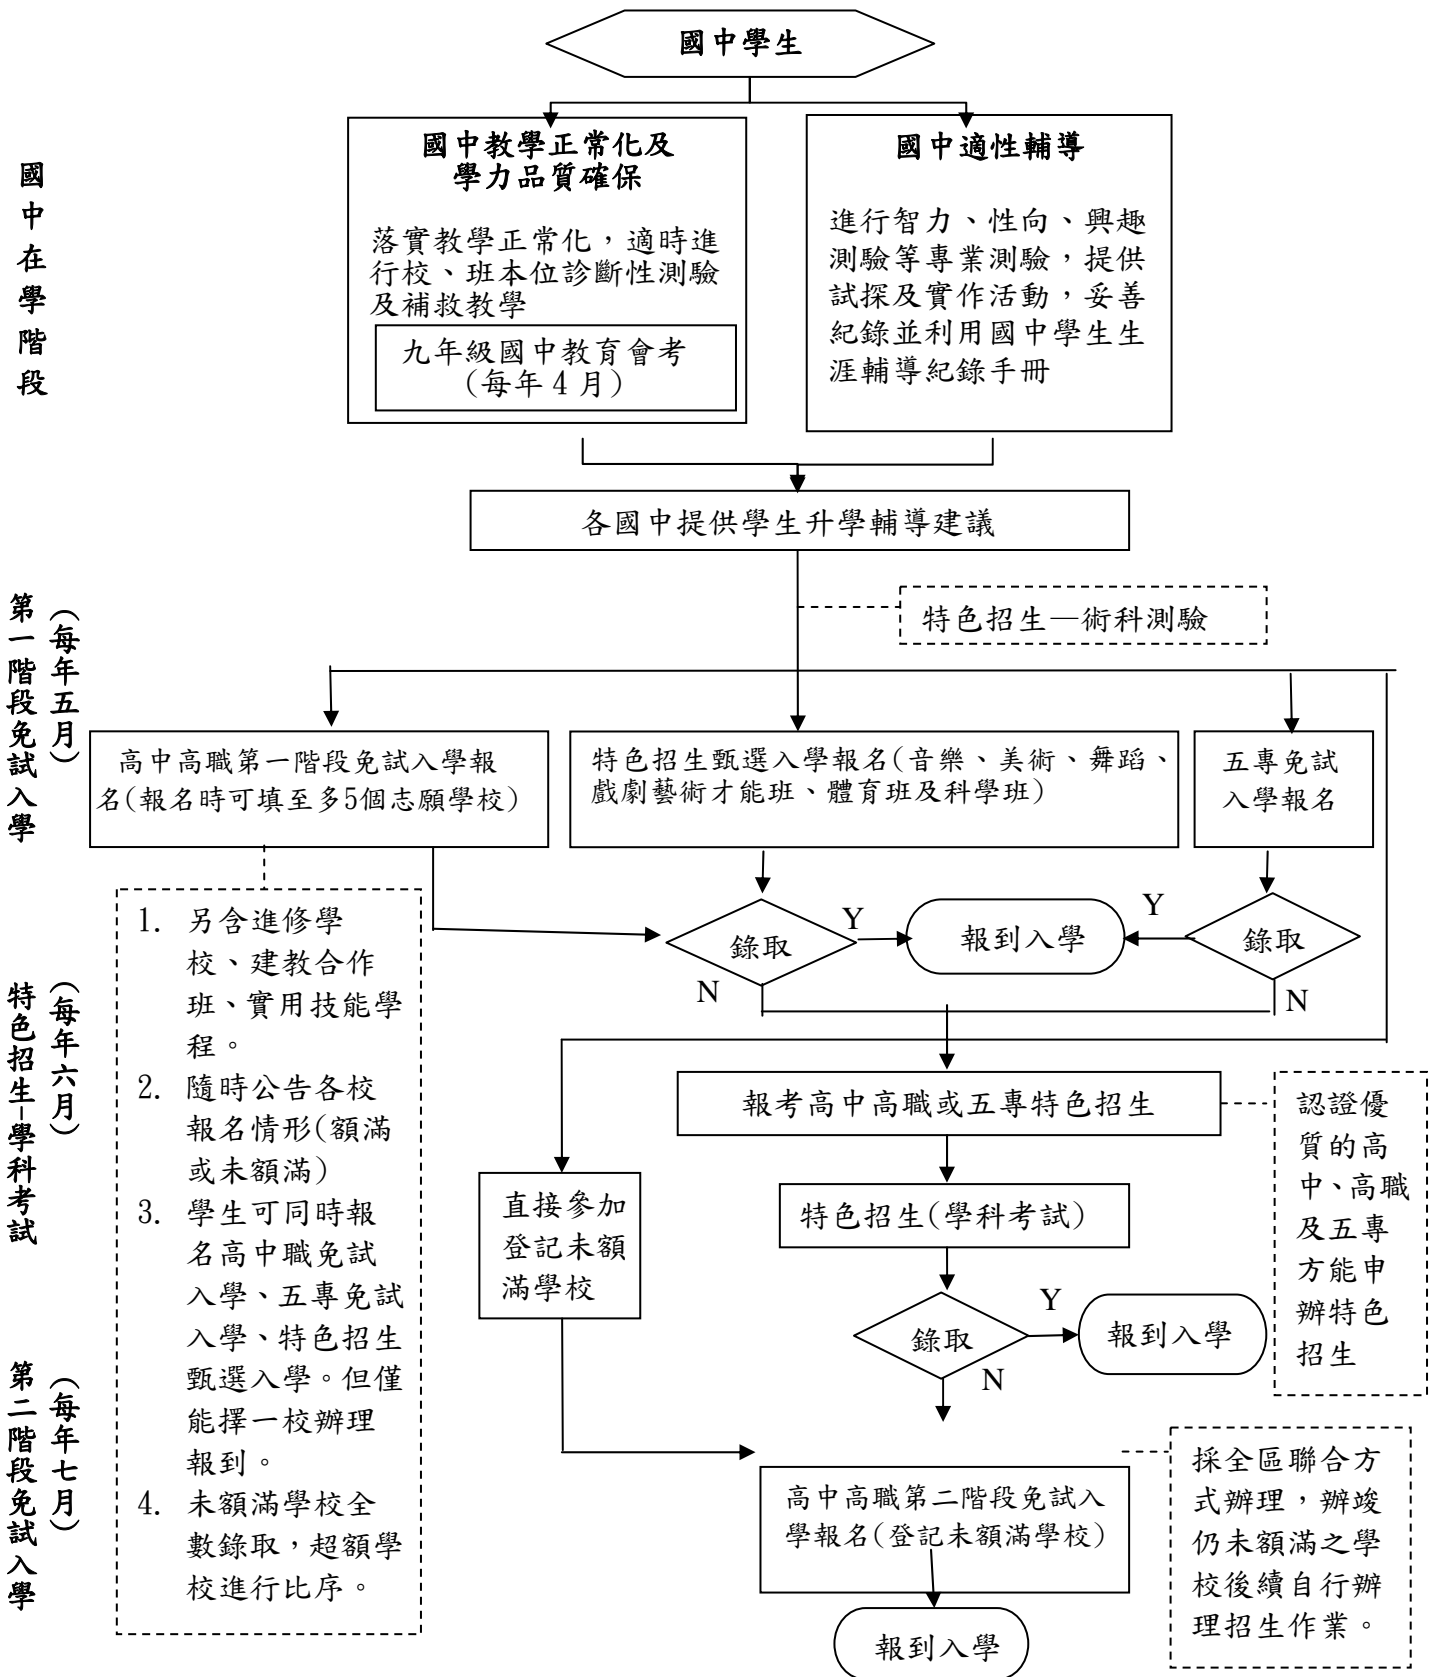 國中學生
國中在學階段
國中教學正常化及
學力品質確保
落實教學正常化，適時進
行校、班本位診斷性測驗
及補救教學
九年級國中教育會考
(每年4月)
國中適性輔導
進行智力、性向、興趣
測驗等專業測驗，提供
試探及實作活動，妥善
紀錄並利用國中學生生
涯輔導紀錄手冊
各國中提供學生升學輔導建議
特色招生—術科測驗
(每年五月)
第一階段免試入學
高中高職第一階段免試入學報
名(報名時可填至多5個志願學校)
特色招生甄選入學報名(音樂、美術、舞蹈、
戲劇藝術才能班、體育班及科學班)
五專免試
入學報名
1. 另含進修學
校、建教合作
班、實用技能學
程。
2. 隨時公告各校
報名情形(額滿
或未額滿)
3. 學生可同時報
名高中職免試
入學、五專免試
入學、特色招生
甄選入學。但僅
能擇一校辦理
報到。
4. 未額滿學校全
數錄取，超額學
校進行比序。
錄取
Y
報到入學
Y
錄取
N
N
(每年六月)
特色招生-學科考試
報考高中高職或五專特色招生
認證優
質的高
中、高職
及五專
方能申
辦特色
招生
直接參加
登記未額
滿學校
特色招生(學科考試)
錄取
Y
報到入學
N
(每年七月)
第二階段免試入學
高中高職第二階段免試入
學報名(登記未額滿學校)
採全區聯合方
式辦理，辦竣
仍未額滿之學
校後續自行辦
理招生作業。
報到入學